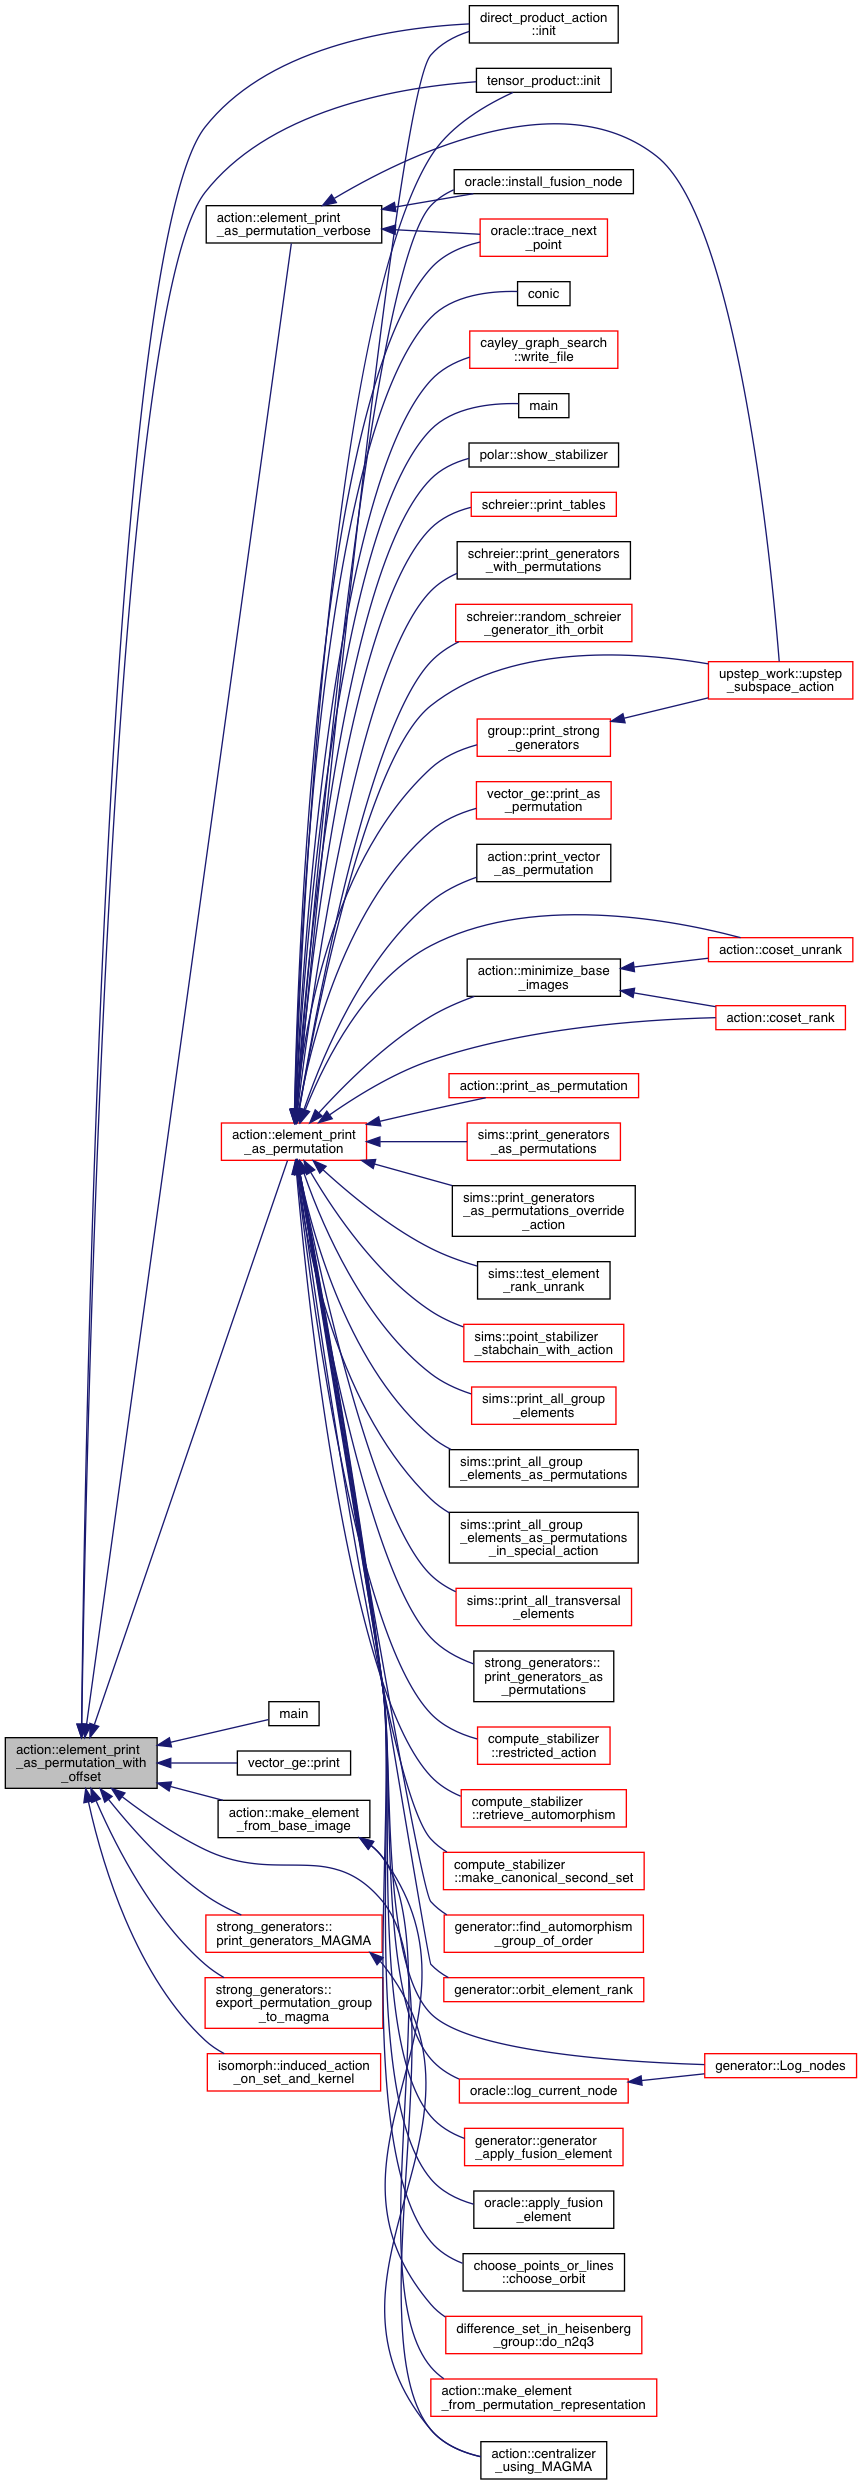 direct_product_action
::init
tensor_product::init
oracle::install_fusion_node
action::element_print
_as_permutation_verbose
oracle::trace_next
_point
conic
cayley_graph_search
::write_file
main
polar::show_stabilizer
schreier::print_tables
schreier::print_generators
_with_permutations
schreier::random_schreier
_generator_ith_orbit
upstep_work::upstep
_subspace_action
group::print_strong
_generators
vector_ge::print_as
_permutation
action::print_vector
_as_permutation
action::coset_unrank
action::minimize_base
_images
action::coset_rank
action::print_as_permutation
action::element_print
_as_permutation
sims::print_generators
_as_permutations
sims::print_generators
_as_permutations_override
_action
sims::test_element
_rank_unrank
sims::point_stabilizer
_stabchain_with_action
sims::print_all_group
_elements
sims::print_all_group
_elements_as_permutations
sims::print_all_group
_elements_as_permutations
_in_special_action
sims::print_all_transversal
_elements
strong_generators::
print_generators_as
_permutations
main
compute_stabilizer
::restricted_action
action::element_print
_as_permutation_with
_offset
vector_ge::print
compute_stabilizer
::retrieve_automorphism
action::make_element
_from_base_image
compute_stabilizer
::make_canonical_second_set
strong_generators::
print_generators_MAGMA
generator::find_automorphism
_group_of_order
strong_generators::
export_permutation_group
_to_magma
generator::orbit_element_rank
isomorph::induced_action
_on_set_and_kernel
generator::Log_nodes
oracle::log_current_node
generator::generator
_apply_fusion_element
oracle::apply_fusion
_element
choose_points_or_lines
::choose_orbit
difference_set_in_heisenberg
_group::do_n2q3
action::make_element
_from_permutation_representation
action::centralizer
_using_MAGMA